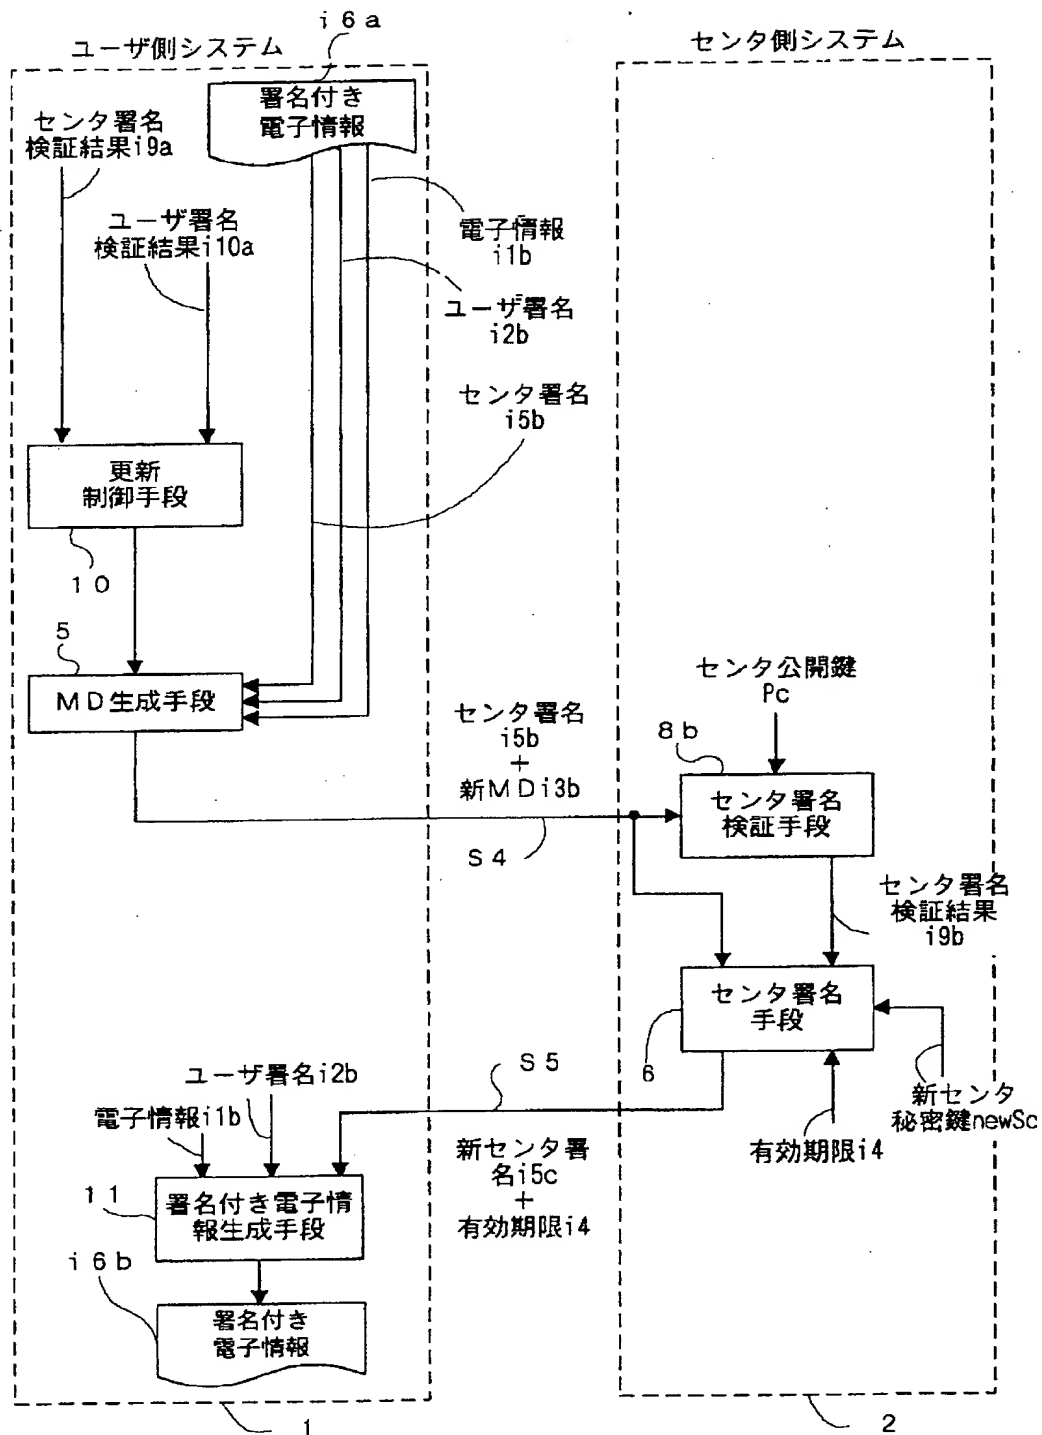 i6a
ユーザ側システム
センタ側システム
署名付き
電子情報
センタ署名
検証結果i9a
ユーザ署名
検証結果i10a
電子情報
i1b
ユーザ署名
i2b
センタ署名
i5b
更新
制御手段
10
5
MD生成手段
センタ署名
i5b
+
新MDi3b
S4
センタ公開鍵
Pc
8b
センタ署名
検証手段
センタ署名
検証結果
i9b
センタ署名
手段
6
新センタ
秘密鍵newSc
有効期限i4
S5
新センタ署
名i5c
+
有効期限i4
ユーザ署名i2b
電子情報i1b
11
署名付き電子情
報生成手段
i6b
署名付き
電子情報
1
2